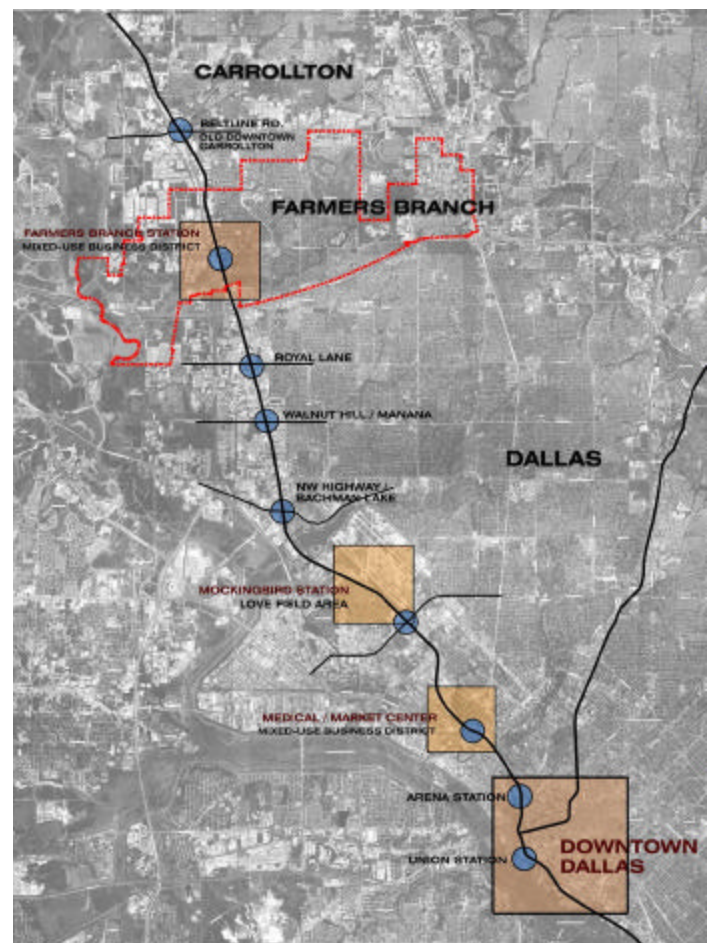 CARROLLTON
BELTLINE RD.
OLD DOWNTOWN
CARROLLTON
FARMERS BRANCH
FARMERS BRANCH STATION
MIXED-USE BUSINESS DISTRICT
ROYAL LANE
WALNUT HILL / MANANA
DALLAS
NW HIGHWAY /
BACHMAN LAKE
MOCKINGBIRD STATION
LOVE FIELD AREA
MEDICAL / MARKET CENTER
MIXED-USE BUSINESS DISTRICT
ARENA STATION
DOWNTOWN
DALLAS
UNION STATION